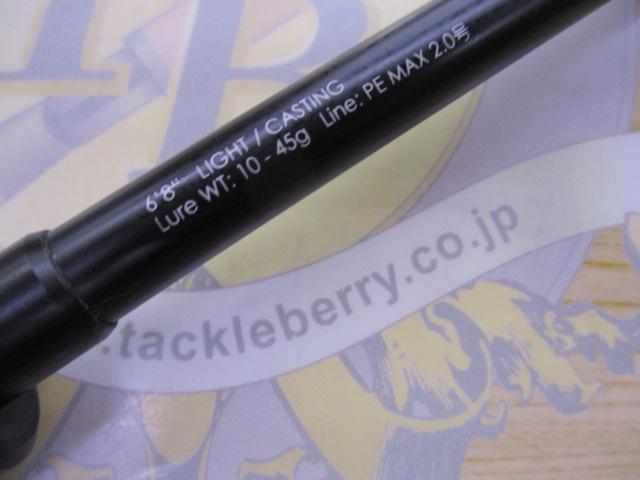 6'8" LIGHT / CASTING
Lure WT: 10 - 45g Line: PE MAX 2.0号
.tackleberry.co.jp